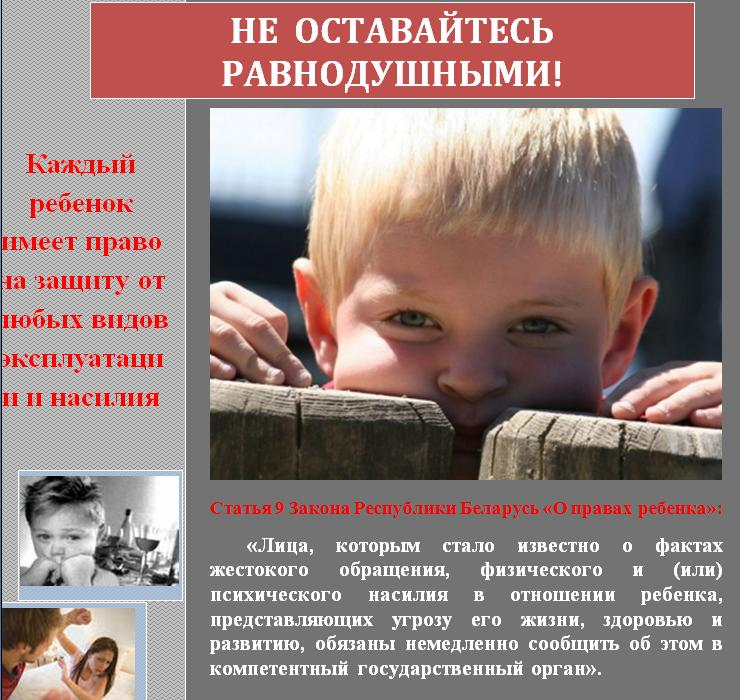 НЕ ОСТАВАЙТЕСЬ
РАВНОДУШНЫМИ!
Каждый
ребенок
имеет право
на защиту от
любых видов
эксплуатаци
и и насилия
Статья 9 Закона Республики Беларусь «О правах ребенка»:
«Лица, которым стало известно о фактах
жестокого обращения, физического и (или)
психического насилия в отношении ребенка,
представляющих угрозу его жизни, здоровью и
развитию, обязаны немедленно сообщить об этом в
компетентный государственный орган».